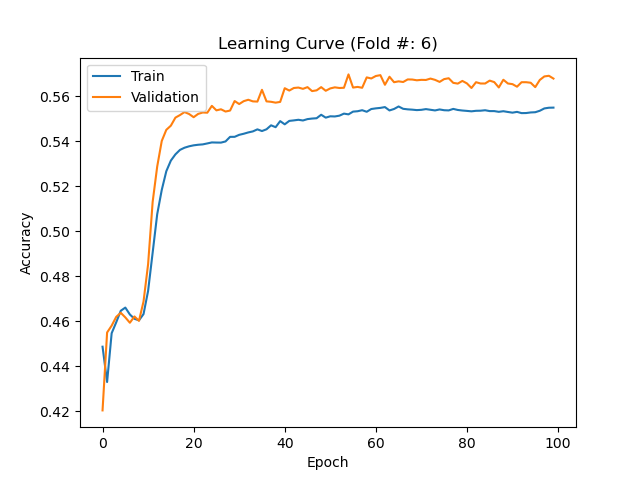 Learning Curve (Fold #: 6)
Train
Validation
Accuracy
0.56
0.54
0.52
0.50
0.48
0.46
0.44
0.42
0 20 40 60 80 100
Epoch